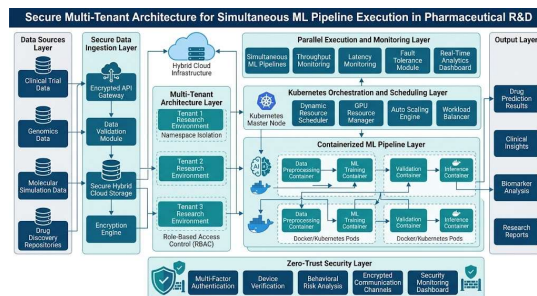 Secure Multi-Tenant Architecture for Simultaneous ML Pipeline Execution in Pharmaceutical R&D
Data Sources
Layer
Clinical Trial
Data
Genomics
Data
Molecular
Simulation Data
Drug
Discovery
Repositories
Secure Data
Ingestion Layer
Encrypted API
Gateway
Data
Validation
Module
Secure Hybrid
Cloud Storage
Encryption
Engine
Hybrid Cloud
Infrastructure
Multi-Tenant
Architecture Layer
Tenant 1
Research
Environment
Namespace Isolation
Tenant 2
Research
Environment
Tenant 3
Research
Environment
Role-Based Access
Control (RBAC)
Kubernetes
Master Node
Parallel Execution and Monitoring Layer
Simultaneous
ML Pipelines
Throughput
Monitoring
Latency
Monitoring
Fault
Tolerance
Module
Real-Time
Analytics
Dashboard
Kubernetes Orchestration and Scheduling Layer
Dynamic
Resource
Scheduler
GPU
Resource
Manager
Auto Scaling
Engine
Workload
Balancer
Containerized ML Pipeline Layer
AI
Data
Preprocessing
Container
ML
Training
Container
Validation
Container
Inference
Container
Data
Preprocessing
Container
ML
Training
Container
Validation
Container
Inference
Container
Docker/Kubernetes Pods
Docker/Kubernetes Pods
Output Layer
Drug
Prediction
Results
Clinical
Insights
Biomarker
Analysis
Research
Reports
Zero-Trust Security Layer
Multi-Factor
Authentication
Device
Verification
Behavioral
Risk Analysis
Encrypted
Communication
Channels
Security
Monitoring
Dashboard